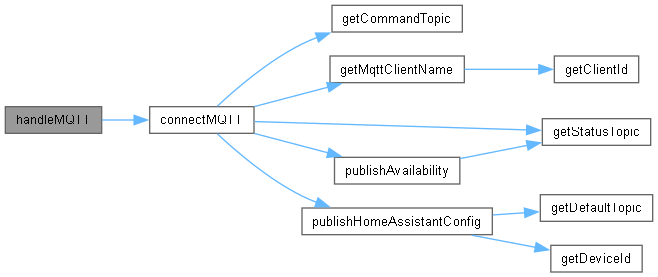 getCommandTopic
getMqttClientName
getClientId
handleMQTT
connectMQTT
getStatusTopic
publishAvailability
getDefaultTopic
publishHomeAssistantConfig
getDeviceId